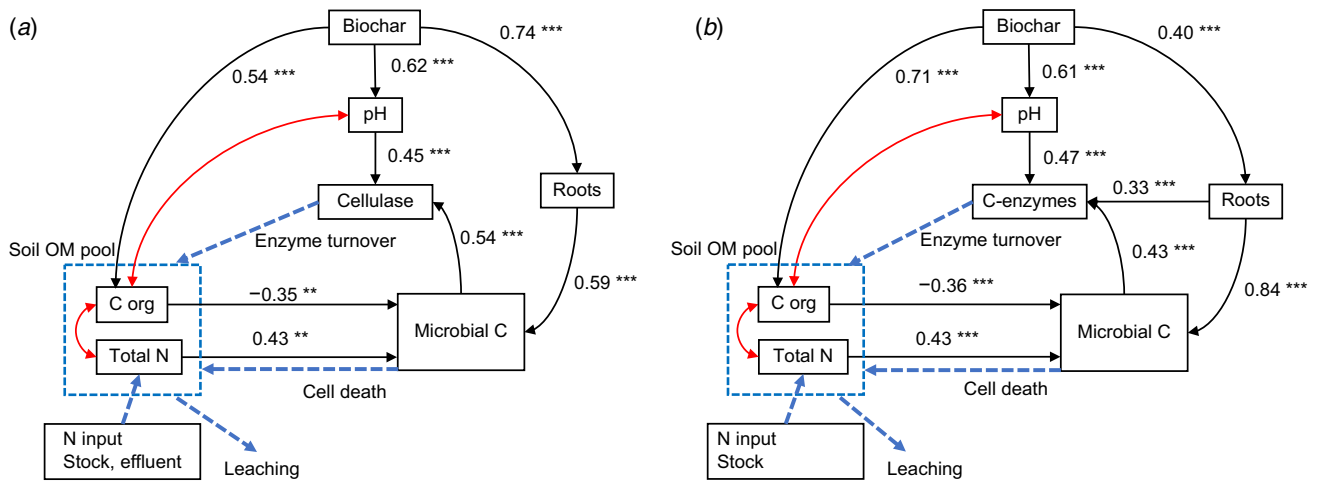 (a)
Biochar
0.74 ***
0.54 ***
0.62 ***
pH
0.45 ***
Cellulase
Roots
Enzyme turnover
0.54 ***
Soil OM pool
0.59 ***
C org
−0.35 **
Microbial C
Total N
0.43 **
Cell death
N input
Stock, effluent
Leaching
(b)
Biochar
0.40 ***
0.71 ***
0.61 ***
pH
0.47 ***
C-enzymes
0.33 ***
Roots
Enzyme turnover
0.43 ***
Soil OM pool
0.84 ***
C org
−0.36 ***
Microbial C
Total N
0.43 ***
Cell death
N input
Stock
Leaching